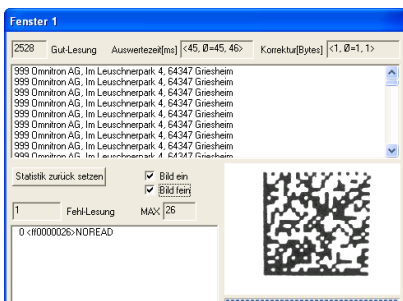 Fenster 1
2528 Gut-Lesung Auswertezeit[ms] <45, Ø=45, 46> Korrektur[Bytes] <1, Ø=1, 1>
999 Omnitron AG, Im Leuschnerpark 4, 64347 Griesheim
999 Omnitron AG, Im Leuschnerpark 4, 64347 Griesheim
999 Omnitron AG, Im Leuschnerpark 4, 64347 Griesheim
999 Omnitron AG, Im Leuschnerpark 4, 64347 Griesheim
999 Omnitron AG, Im Leuschnerpark 4, 64347 Griesheim
999 Omnitron AG, Im Leuschnerpark 4, 64347 Griesheim
999 Omnitron AG, Im Leuschnerpark 4, 64347 Griesheim
Statistik zurück setzen
Bild ein
Bild fein
1 Fehl-Lesung MAX 26
0 <ff0000026>NOREAD